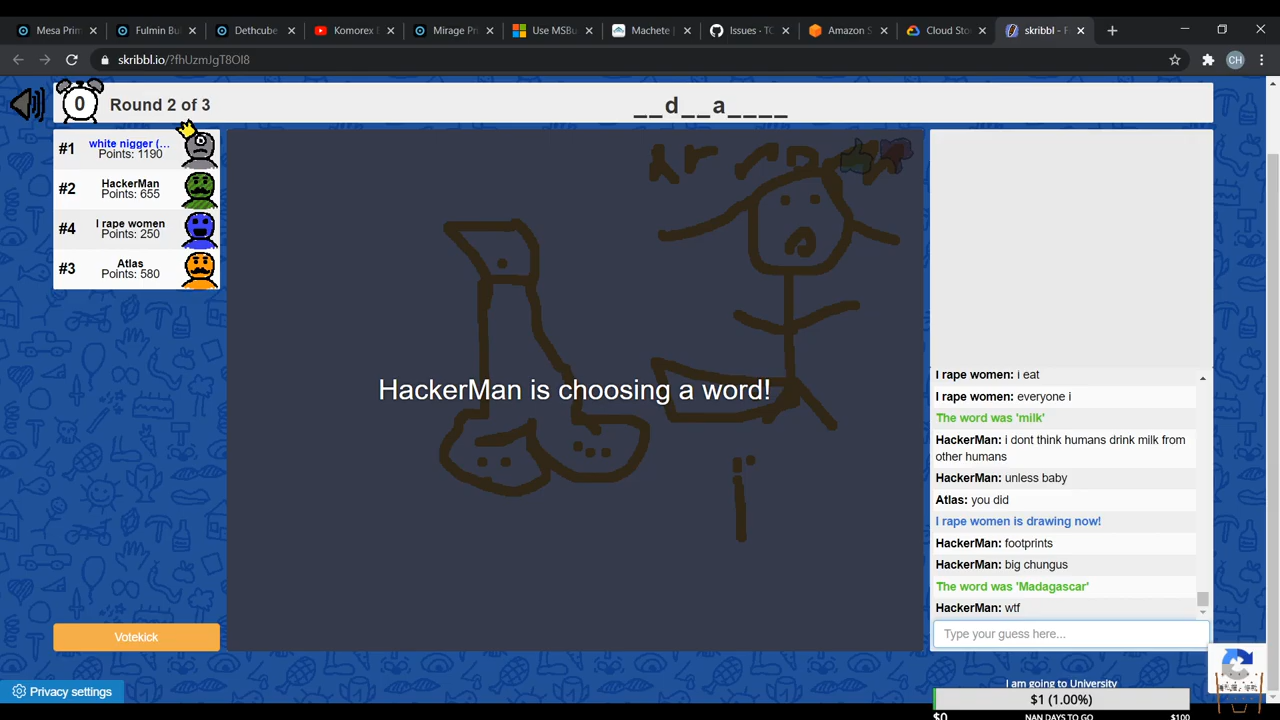 Mesa Prim
Fulmin Bu
Dethcube
Komorex
Mirage Pr
Use MSBu
Machete
Issues · TC
Amazon S
Cloud Sto
skribbl - F
skribbl.io/?fhUzmJgT8OI8
CH
0
Round 2 of 3
__d__a____
#1
white nigger (...
Points: 1190
#2
HackerMan
Points: 655
#4
I rape women
Points: 250
#3
Atlas
Points: 580
HackerMan is choosing a word!
I rape women: i eat
I rape women: everyone i
The word was 'milk'
HackerMan: i dont think humans drink milk from
other humans
HackerMan: unless baby
Atlas: you did
I rape women is drawing now!
HackerMan: footprints
HackerMan: big chungus
The word was 'Madagascar'
HackerMan: wtf
Type your guess here...
Votekick
Privacy settings
I am going to University
$1 (1.00%)
$0
NAN DAYS TO GO
$100